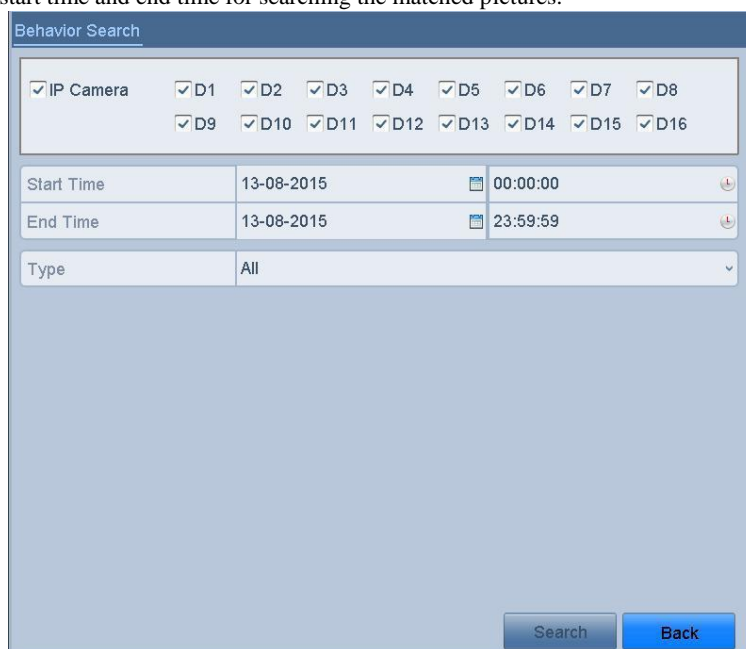 start time and end time for searching the matched pictures.
Behavior Search
IP Camera D1 D2 D3 D4 D5 D6 D7 D8
D9 D10 D11 D12 D13 D14 D15 D16
Start Time 13-08-2015 00:00:00
End Time 13-08-2015 23:59:59
Type All
Search Back